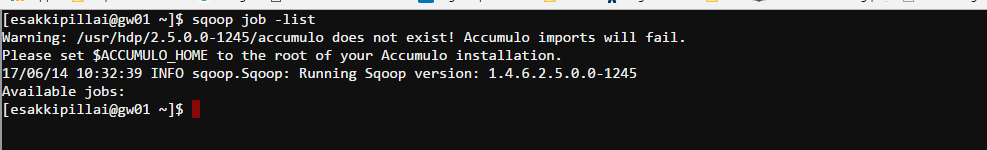 [esakkipillai@gw01 ~]$ sqoop job -list
Warning: /usr/hdp/2.5.0.0-1245/accumulo does not exist! Accumulo imports will fail.
Please set $ACCUMULO_HOME to the root of your Accumulo installation.
17/06/14 10:32:39 INFO sqoop.Sqoop: Running Sqoop version: 1.4.6.2.5.0.0-1245
Available jobs:
[esakkipillai@gw01 ~]$